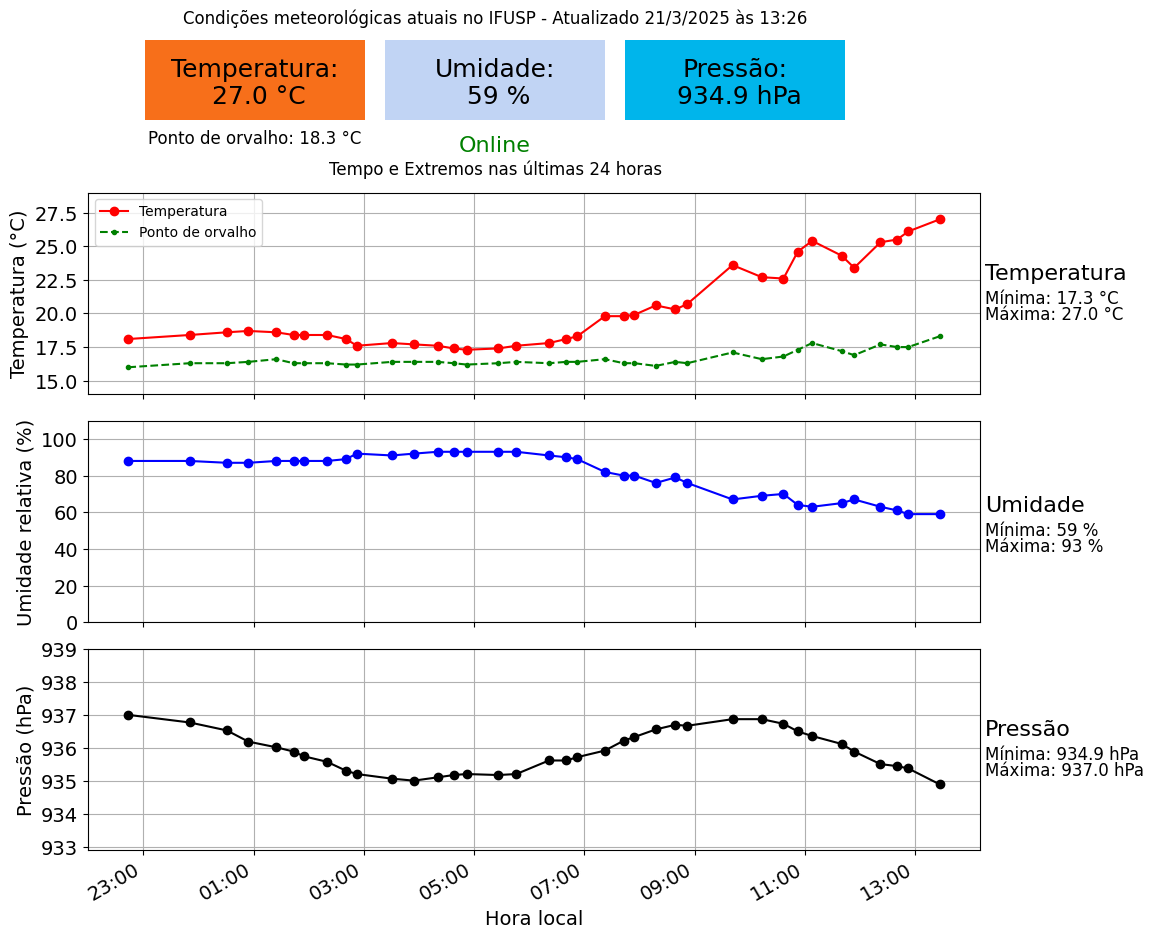 Condições meteorológicas atuais no IFUSP - Atualizado 21/3/2025 às 13:26
Temperatura:
27.0 °C
Umidade:
59 %
Pressão:
934.9 hPa
Ponto de orvalho: 18.3 °C
Online
Tempo e Extremos nas últimas 24 horas
Temperatura (°C)
27.5
25.0
22.5
20.0
17.5
15.0
Temperatura
Ponto de orvalho
Temperatura
Mínima: 17.3 °C
Máxima: 27.0 °C
Umidade relativa (%)
100
80
60
40
20
0
Umidade
Mínima: 59 %
Máxima: 93 %
Pressão (hPa)
939
938
937
936
935
934
933
Pressão
Mínima: 934.9 hPa
Máxima: 937.0 hPa
23:00 01:00 03:00 05:00 07:00 09:00 11:00 13:00
Hora local